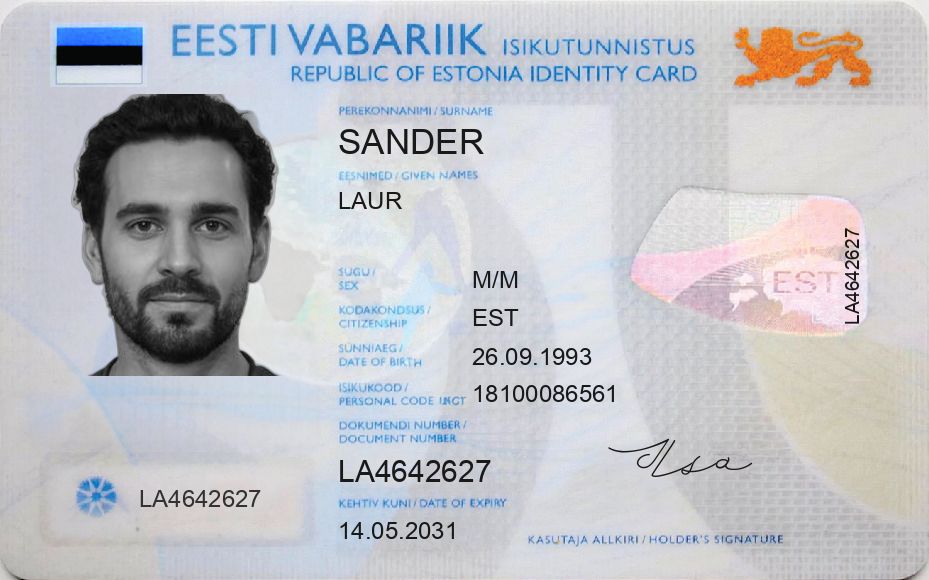 EESTI VABARIIK ISIKUTUNNISTUS
REPUBLIC OF ESTONIA IDENTITY CARD
PEREKONNANIMI / SURNAME
SANDER
EESNIMED / GIVEN NAMES
LAUR
SUGU /
SEX
M/M
KODAKONDSUS /
CITIZENSHIP
EST
SÜNNIAEG /
DATE OF BIRTH
26.09.1993
ISIKUKOOD /
PERSONAL CODE
18100086561
DOKUMENDI NUMBER /
DOCUMENT NUMBER
LA4642627
KEHTIV KUNI / DATE OF EXPIRY
14.05.2031
LA4642627
EST
LA4642627
KASUTAJA ALLKIRI / HOLDER'S SIGNATURE